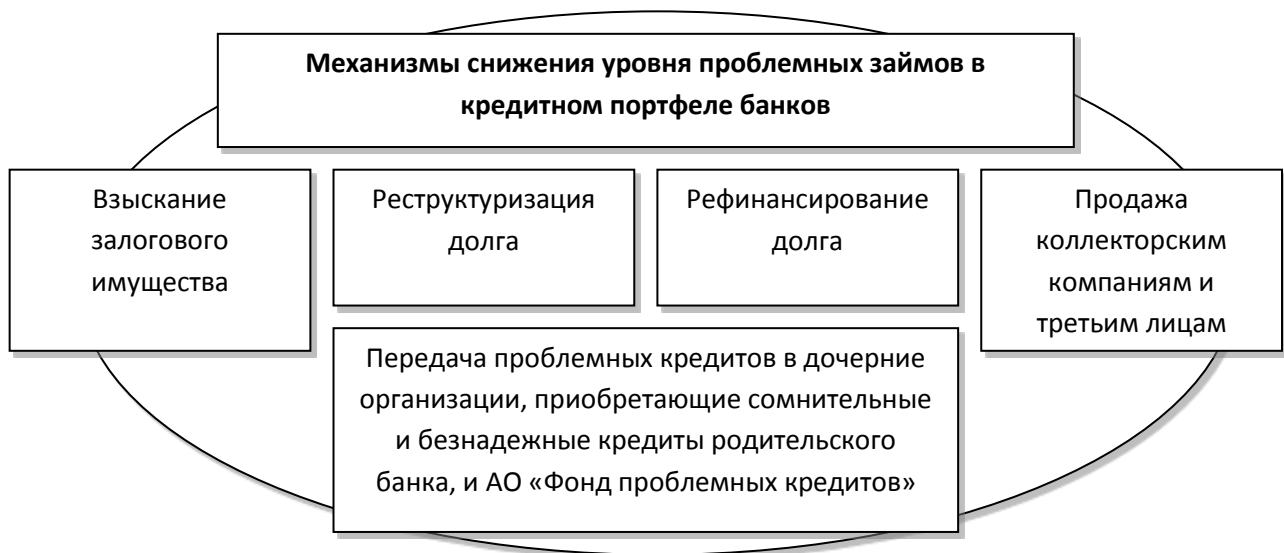 Механизмы снижения уровня проблемных займов в
кредитном портфеле банков
Взыскание
залогового
имущества
Реструктуризация
долга
Рефинансирование
долга
Продажа
коллекторским
компаниям и
третьим лицам
Передача проблемных кредитов в дочерние
организации, приобретающие сомнительные
и безнадежные кредиты родительского
банка, и АО «Фонд проблемных кредитов»